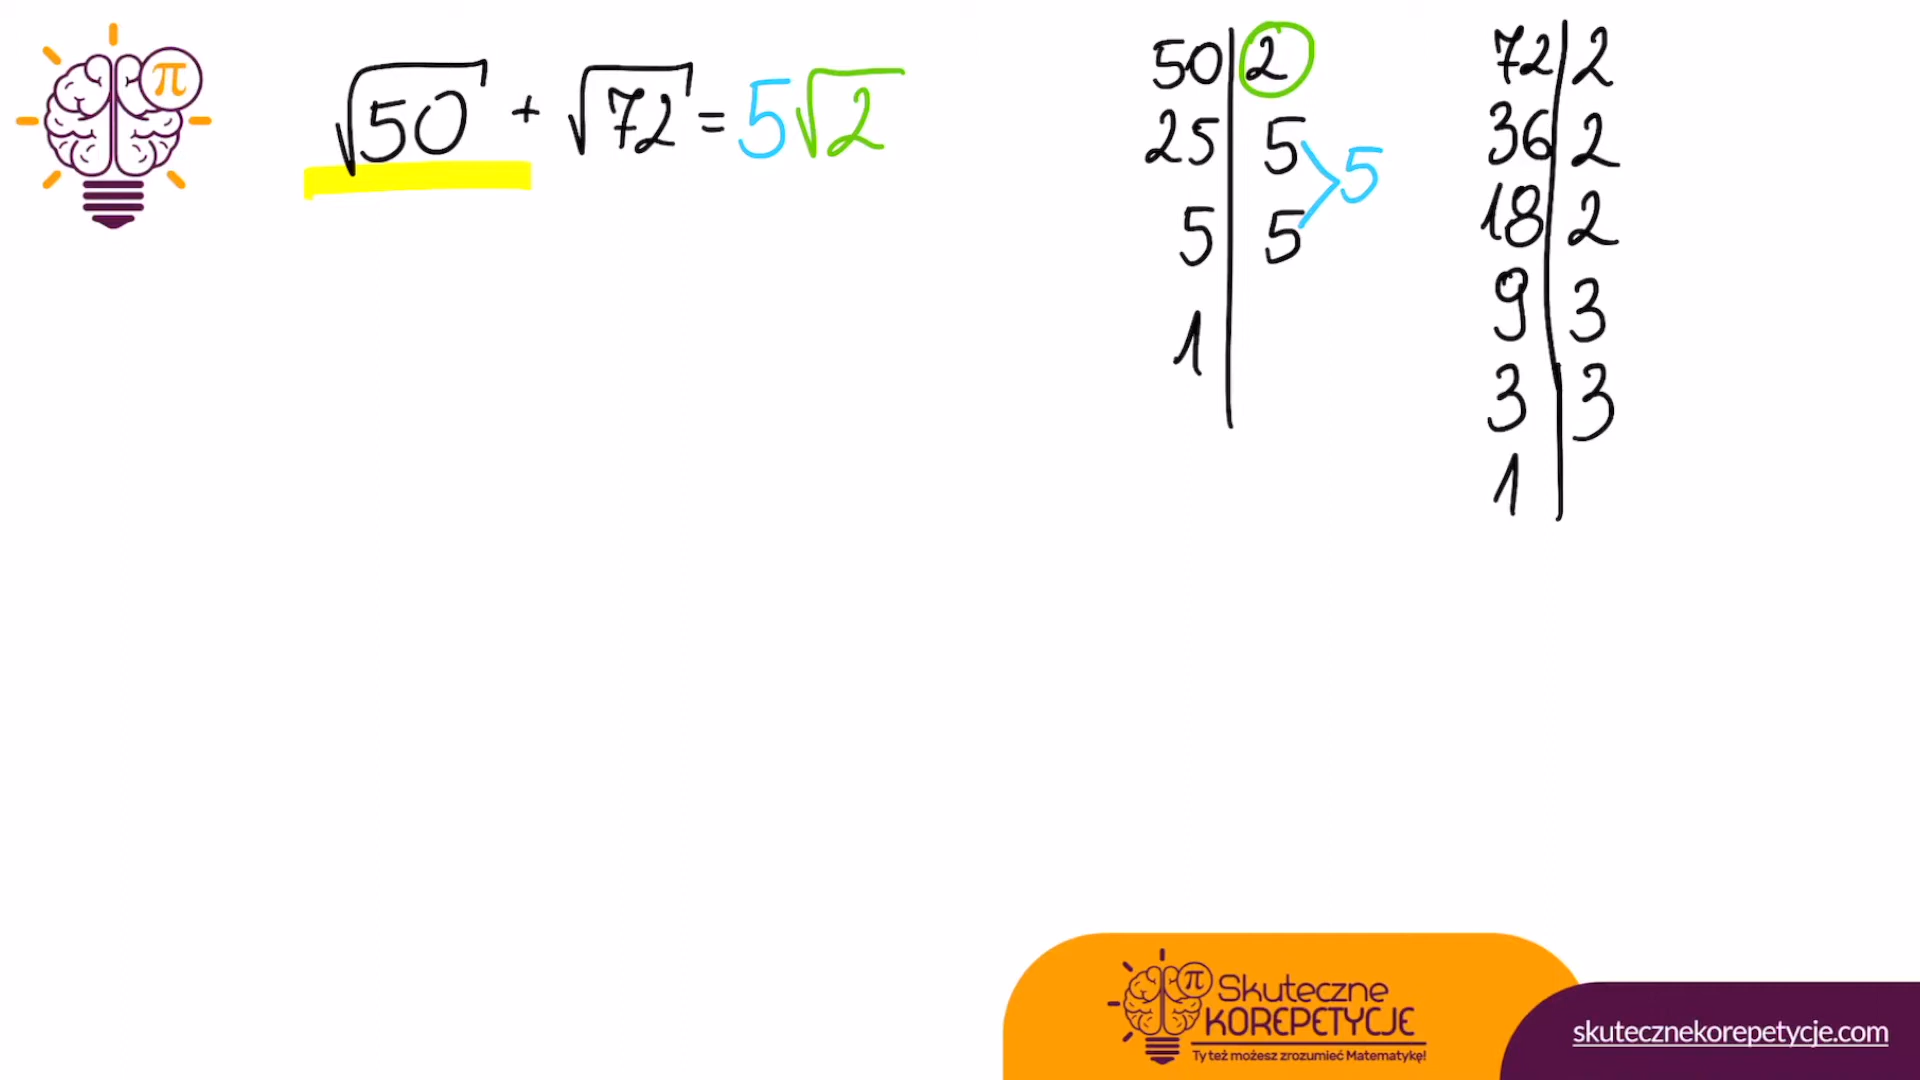 √50 + √72 = 5√2
50 | 2
25 | 5
5 | 5
1
5
72 | 2
36 | 2
18 | 2
9 | 3
3 | 3
1
π
π Skuteczne
KOREPETYCJE
Ty też możesz zrozumieć Matematykę!
skutecznekorepetycje.com